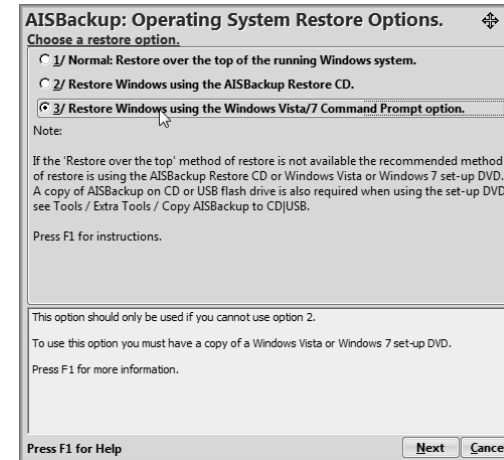 AISBackup: Operating System Restore Options.
Choose a restore option.
1/ Normal: Restore over the top of the running Windows system.
2/ Restore Windows using the AISBackup Restore CD.
3/ Restore Windows using the Windows Vista/7 Command Prompt option.
Note:
If the 'Restore over the top' method of restore is not available the recommended method
of restore is using the AISBackup Restore CD or Windows Vista or Windows 7 set-up DVD.
A copy of AISBackup on CD or USB flash drive is also required when using the set-up DVD
see Tools / Extra Tools / Copy AISBackup to CD|USB.
Press F1 for instructions.
This option should only be used if you cannot use option 2.
To use this option you must have a copy of a Windows Vista or Windows 7 set-up DVD.
Press F1 for more information.
Press F1 for Help
Next
Cance